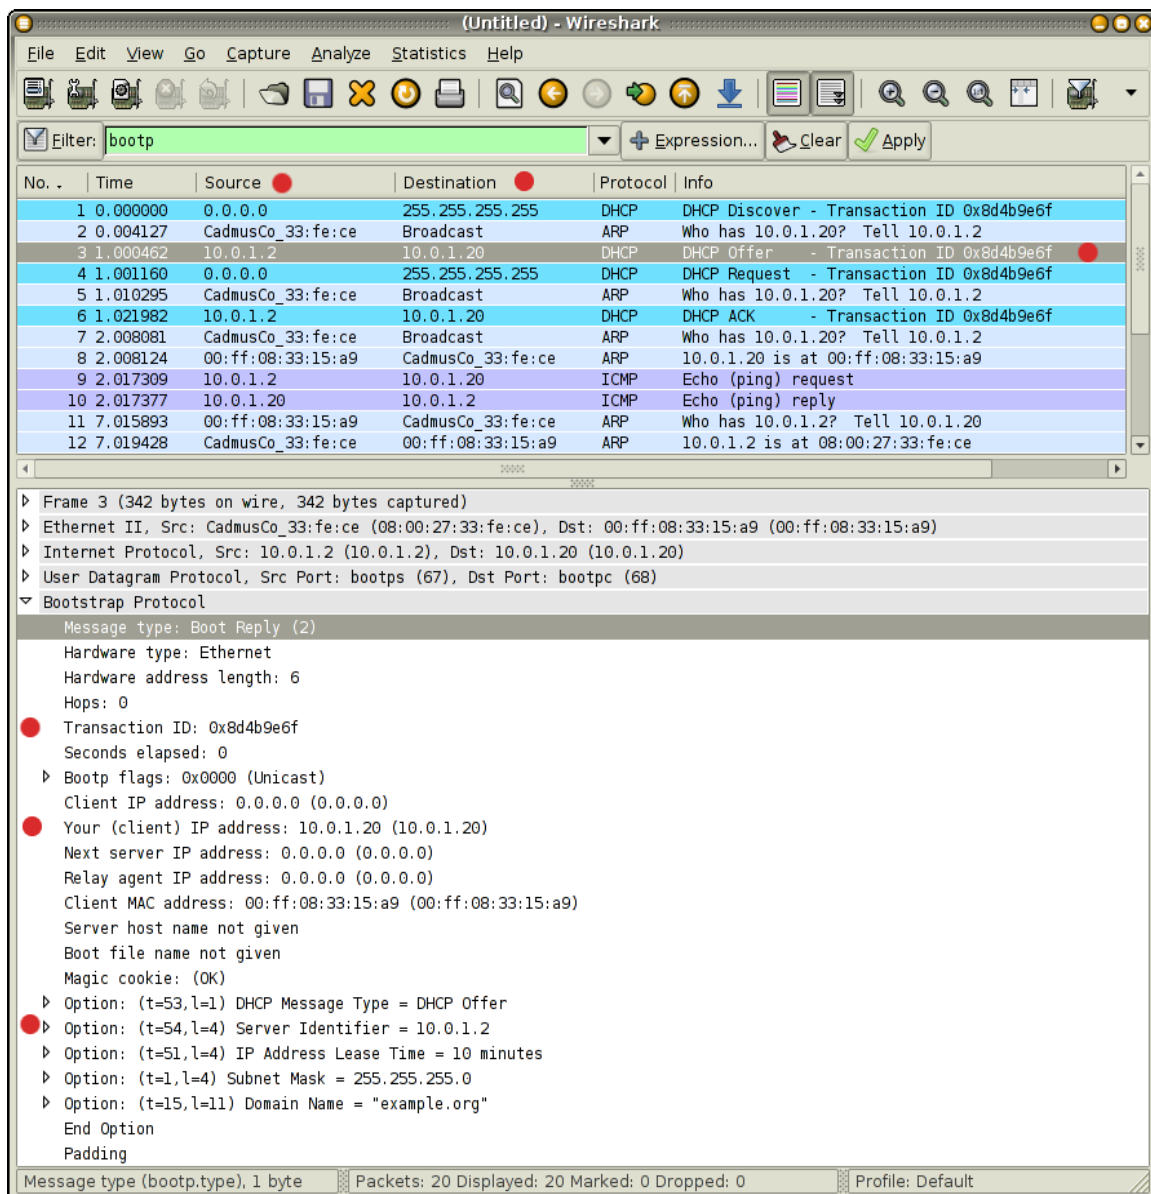 (Untitled) - Wireshark
File Edit View Go Capture Analyze Statistics Help
Filter: bootp Expression... Clear Apply
No. . Time Source Destination Protocol Info
1 0.000000 0.0.0.0 255.255.255.255 DHCP DHCP Discover - Transaction ID 0x8d4b9e6f
2 0.004127 CadmusCo_33:fe:ce Broadcast ARP Who has 10.0.1.20? Tell 10.0.1.2
3 1.000462 10.0.1.2 10.0.1.20 DHCP DHCP Offer - Transaction ID 0x8d4b9e6f
4 1.001160 0.0.0.0 255.255.255.255 DHCP DHCP Request - Transaction ID 0x8d4b9e6f
5 1.010295 CadmusCo_33:fe:ce Broadcast ARP Who has 10.0.1.20? Tell 10.0.1.2
6 1.021982 10.0.1.2 10.0.1.20 DHCP DHCP ACK - Transaction ID 0x8d4b9e6f
7 2.008081 CadmusCo_33:fe:ce Broadcast ARP Who has 10.0.1.20? Tell 10.0.1.2
8 2.008124 00:ff:08:33:15:a9 CadmusCo_33:fe:ce ARP 10.0.1.20 is at 00:ff:08:33:15:a9
9 2.017309 10.0.1.2 10.0.1.20 ICMP Echo (ping) request
10 2.017377 10.0.1.20 10.0.1.2 ICMP Echo (ping) reply
11 7.015893 00:ff:08:33:15:a9 CadmusCo_33:fe:ce ARP Who has 10.0.1.2? Tell 10.0.1.20
12 7.019428 CadmusCo_33:fe:ce 00:ff:08:33:15:a9 ARP 10.0.1.2 is at 08:00:27:33:fe:ce
Frame 3 (342 bytes on wire, 342 bytes captured)
Ethernet II, Src: CadmusCo_33:fe:ce (08:00:27:33:fe:ce), Dst: 00:ff:08:33:15:a9 (00:ff:08:33:15:a9)
Internet Protocol, Src: 10.0.1.2 (10.0.1.2), Dst: 10.0.1.20 (10.0.1.20)
User Datagram Protocol, Src Port: bootps (67), Dst Port: bootpc (68)
Bootstrap Protocol
Message type: Boot Reply (2)
Hardware type: Ethernet
Hardware address length: 6
Hops: 0
Transaction ID: 0x8d4b9e6f
Seconds elapsed: 0
Bootp flags: 0x0000 (Unicast)
Client IP address: 0.0.0.0 (0.0.0.0)
Your (client) IP address: 10.0.1.20 (10.0.1.20)
Next server IP address: 0.0.0.0 (0.0.0.0)
Relay agent IP address: 0.0.0.0 (0.0.0.0)
Client MAC address: 00:ff:08:33:15:a9 (00:ff:08:33:15:a9)
Server host name not given
Boot file name not given
Magic cookie: (OK)
Option: (t=53,l=1) DHCP Message Type = DHCP Offer
Option: (t=54,l=4) Server Identifier = 10.0.1.2
Option: (t=51,l=4) IP Address Lease Time = 10 minutes
Option: (t=1,l=4) Subnet Mask = 255.255.255.0
Option: (t=15,l=11) Domain Name = "example.org"
End Option
Padding
Message type (bootp.type), 1 byte Packets: 20 Displayed: 20 Marked: 0 Dropped: 0 Profile: Default